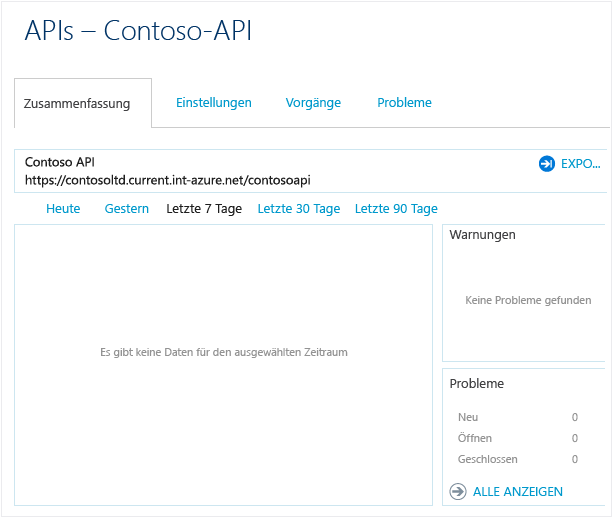 APIs – Contoso-API
Zusammenfassung Einstellungen Vorgänge Probleme
Contoso API
https://contosoltd.current.int-azure.net/contosoapi
EXPO...
Heute Gestern Letzte 7 Tage Letzte 30 Tage Letzte 90 Tage
Es gibt keine Daten für den ausgewählten Zeitraum
Warnungen
Keine Probleme gefunden
Probleme
Neu 0
Öffnen 0
Geschlossen 0
ALLE ANZEIGEN